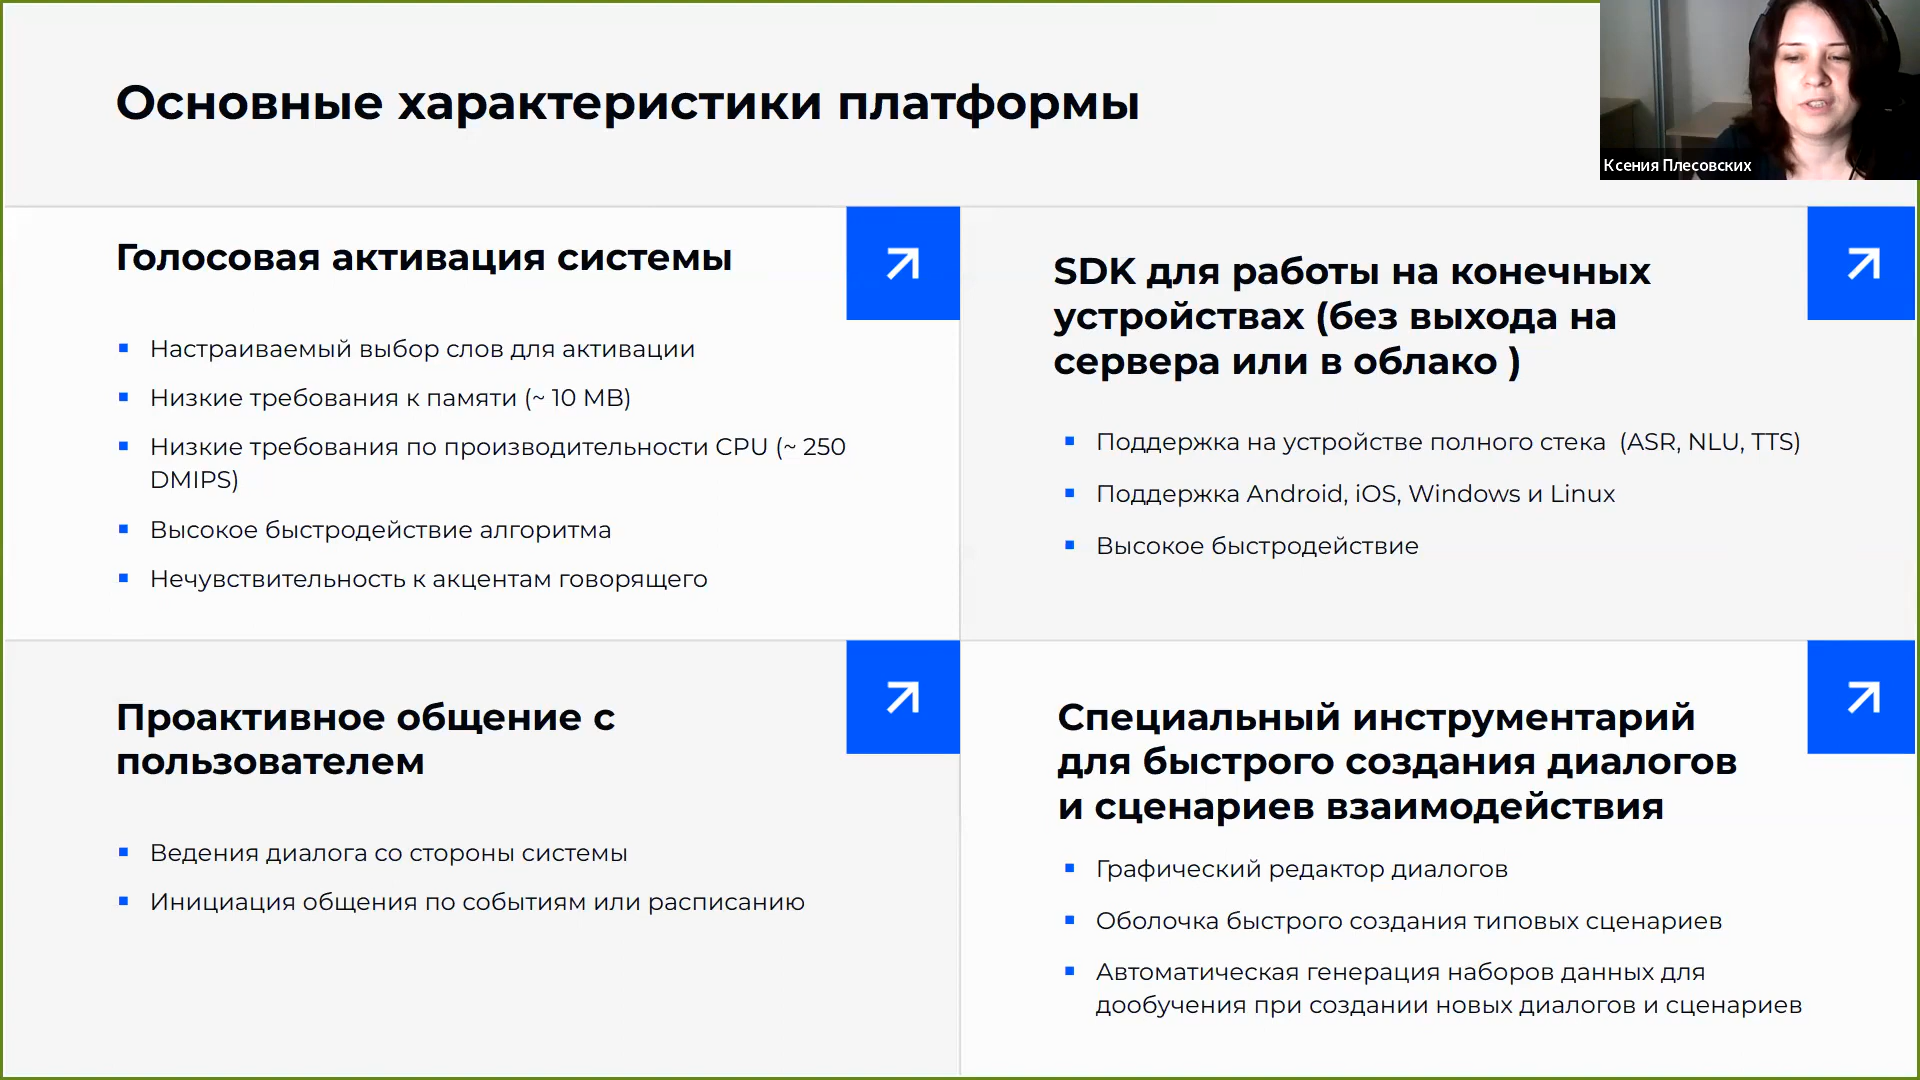 Основные характеристики платформы
Ксения Плесовских
Голосовая активация системы
▪ Настраиваемый выбор слов для активации
▪ Низкие требования к памяти (~ 10 MB)
▪ Низкие требования по производительности CPU (~ 250
DMIPS)
▪ Высокое быстродействие алгоритма
▪ Нечувствительность к акцентам говорящего
SDK для работы на конечных
устройствах (без выхода на
сервера или в облако )
▪ Поддержка на устройстве полного стека  (ASR, NLU, TTS)
▪ Поддержка Android, iOS, Windows и Linux
▪ Высокое быстродействие
Проактивное общение с
пользователем
▪ Ведения диалога со стороны системы
▪ Инициация общения по событиям или расписанию
Специальный инструментарий
для быстрого создания диалогов
и сценариев взаимодействия
▪ Графический редактор диалогов
▪ Оболочка быстрого создания типовых сценариев
▪ Автоматическая генерация наборов данных для
дообучения при создании новых диалогов и сценариев